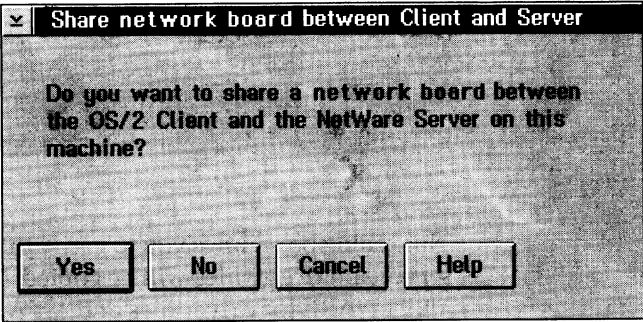 Share network board between Client and Server
Do you want to share a network board between
the OS/2 Client and the NetWare Server on this
machine?
Yes
No
Cancel
Help